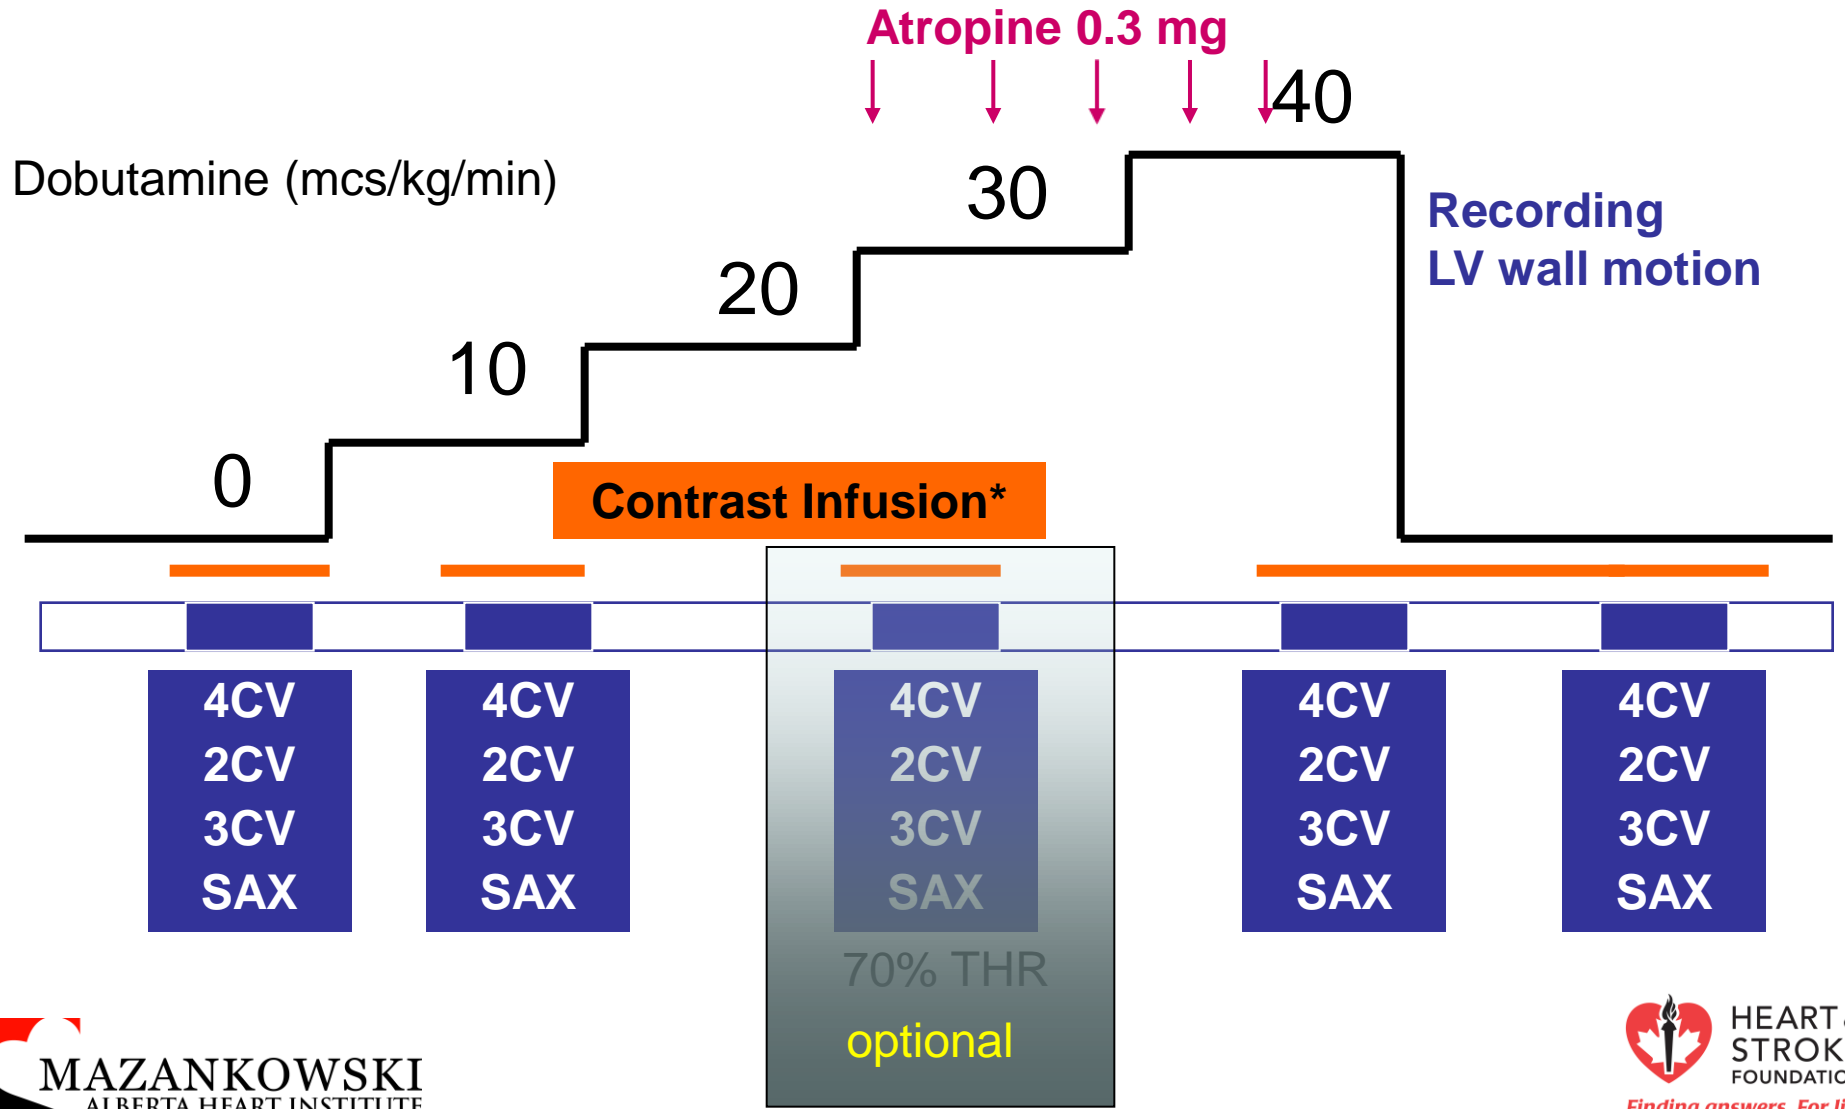 Atropine 0.3 mg
40
Dobutamine (mcs/kg/min)
30
Recording
LV wall motion
20
10
0
Contrast Infusion*
4CV
2CV
3CV
SAX
4CV
2CV
3CV
SAX
4CV
2CV
3CV
SAX
70% THR
optional
4CV
2CV
3CV
SAX
4CV
2CV
3CV
SAX
MAZANKOWSKI
ALBERTA HEART INSTITUTE
HEART
STROK
FOUNDATIO
Finding answers. For li